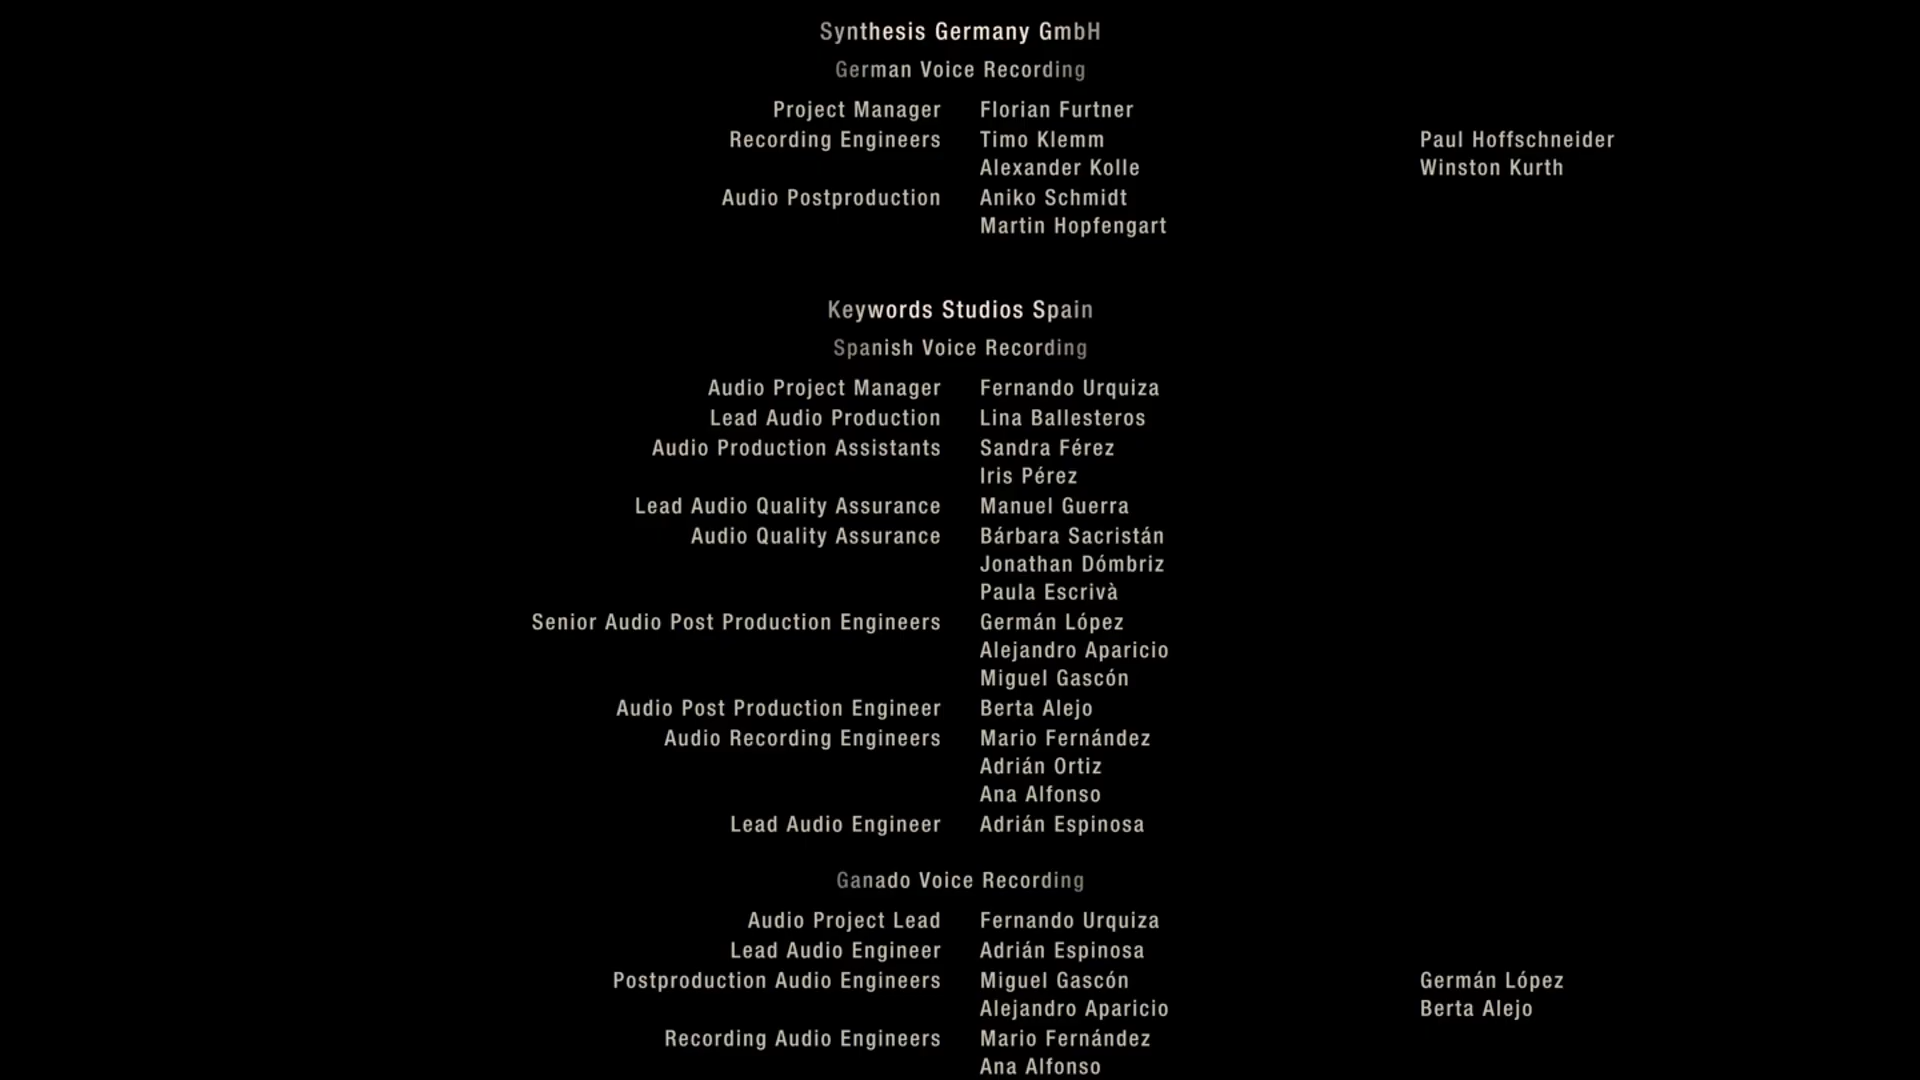 Synthesis Germany GmbH
German Voice Recording
Project Manager Florian Furtner
Recording Engineers Timo Klemm Paul Hoffschneider
Alexander Kolle Winston Kurth
Audio Postproduction Aniko Schmidt
Martin Hopfengart
Keywords Studios Spain
Spanish Voice Recording
Audio Project Manager Fernando Urquiza
Lead Audio Production Lina Ballesteros
Audio Production Assistants Sandra Férez
Iris Pérez
Lead Audio Quality Assurance Manuel Guerra
Audio Quality Assurance Bárbara Sacristán
Jonathan Dómbriz
Paula Escrivà
Senior Audio Post Production Engineers Germán López
Alejandro Aparicio
Miguel Gascón
Audio Post Production Engineer Berta Alejo
Audio Recording Engineers Mario Fernández
Adrián Ortiz
Ana Alfonso
Lead Audio Engineer Adrián Espinosa
Ganado Voice Recording
Audio Project Lead Fernando Urquiza
Lead Audio Engineer Adrián Espinosa
Postproduction Audio Engineers Miguel Gascón Germán López
Alejandro Aparicio Berta Alejo
Recording Audio Engineers Mario Fernández
Ana Alfonso